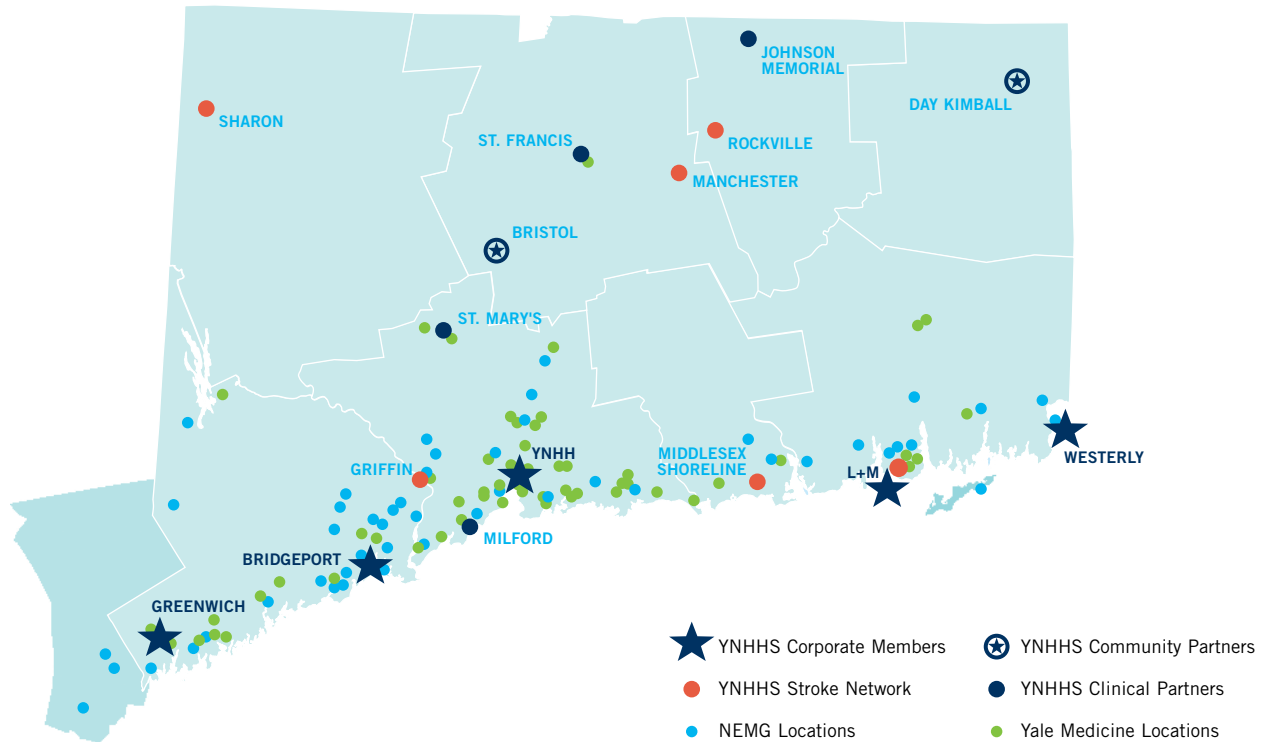 JOHNSON
MEMORIAL
DAY KIMBALL
SHARON
ST. FRANCIS
ROCKVILLE
MANCHESTER
BRISTOL
ST. MARY'S
GRIFFIN
YNHH
MIDDLESEX
SHORELINE
L+M
WESTERLY
MILFORD
BRIDGEPORT
GREENWICH
YNHHS Corporate Members
YNHHS Community Partners
YNHHS Stroke Network
YNHHS Clinical Partners
NEMG Locations
Yale Medicine Locations